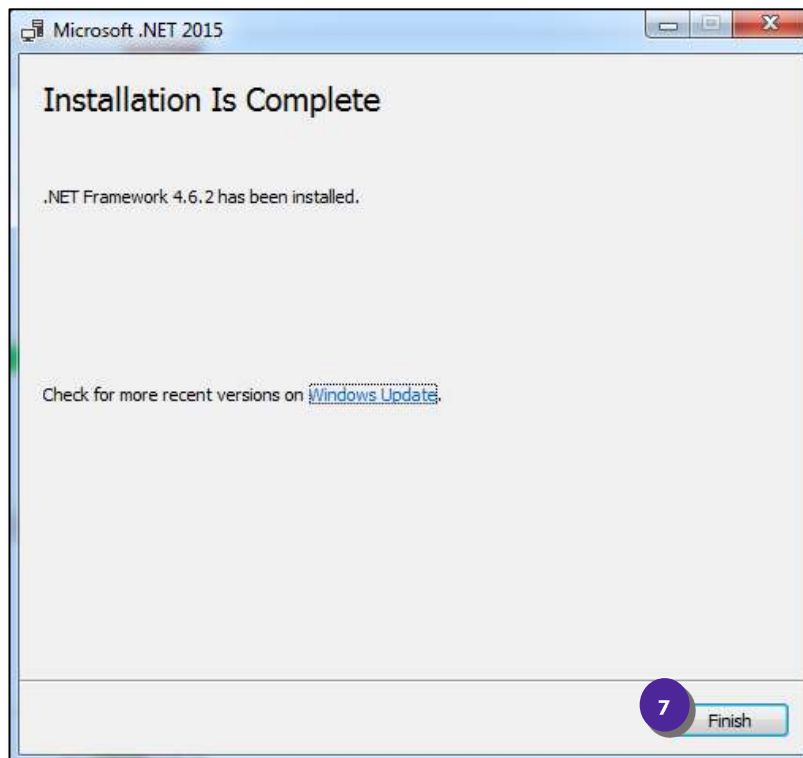 Microsoft .NET 2015
Installation Is Complete
.NET Framework 4.6.2 has been installed.
Check for more recent versions on Windows Update.
7
Finish